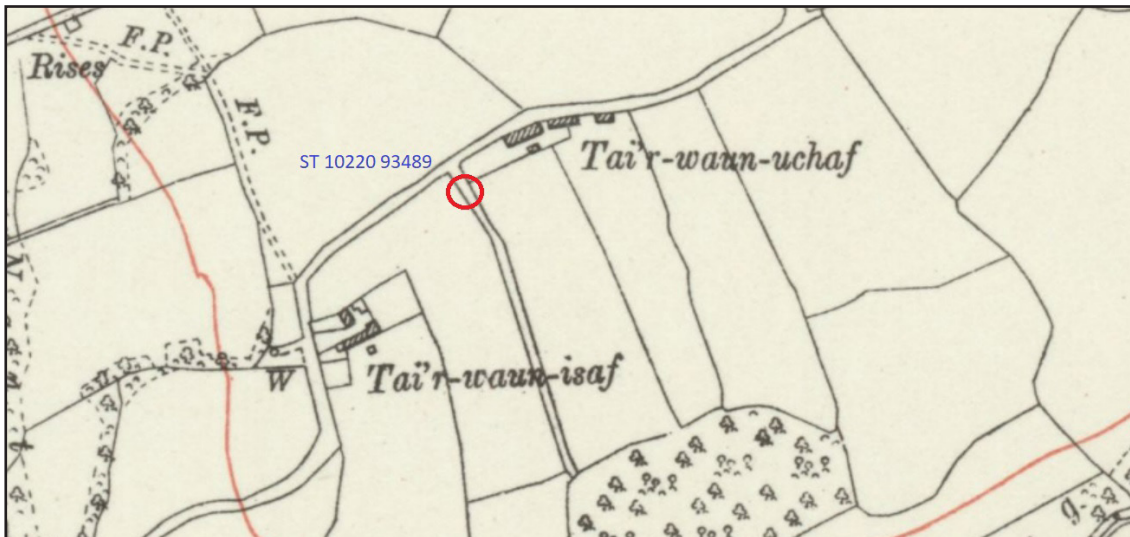 F.P.
Rises
F.P.
ST 10220 93489
Tai'r-waun-uchaf
Tai'r-waun-isaf
W
g.